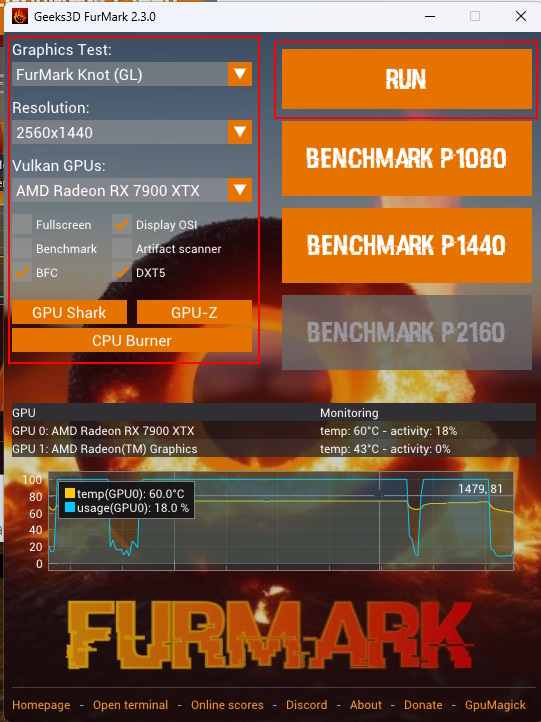 Geeks3D FurMark 2.3.0
Graphics Test:
FurMark Knot (GL)
Resolution:
2560x1440
Vulkan GPUs:
AMD Radeon RX 7900 XTX
Fullscreen
Display OSI
Benchmark
Artifact scanner
BFC
DXT5
GPU Shark
GPU-Z
CPU Burner
RUN
BENCHMARK P1080
BENCHMARK P1440
BENCHMARK P2160
GPU Monitoring
GPU 0: AMD Radeon RX 7900 XTX temp: 60°C - activity: 18%
GPU 1: AMD Radeon(TM) Graphics temp: 43°C - activity: 0%
100
80
60
40
20
0
temp(GPU0): 60.0°C
usage(GPU0): 18.0 %
1479, 81
FURMARK
Homepage - Open terminal - Online scores - Discord - About - Donate - GpuMagick